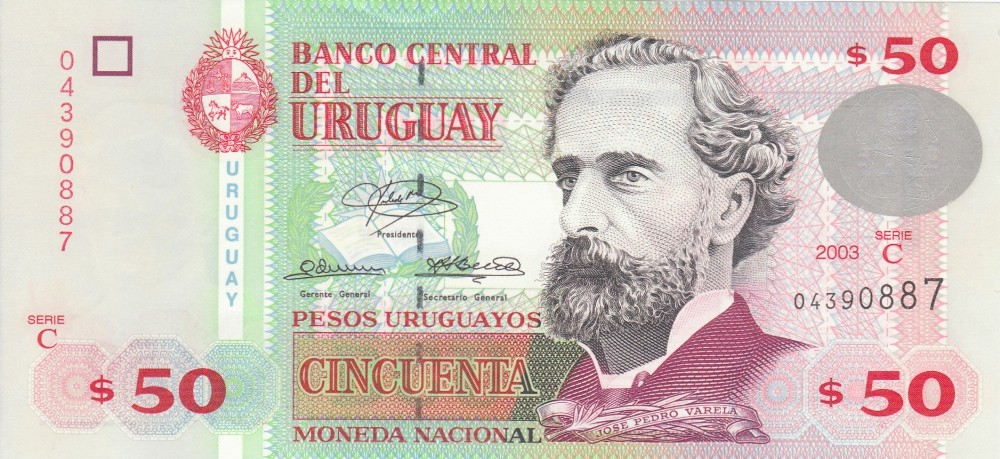 04390887
BANCO CENTRAL
DEL
URUGUAY
$ 50
URUGUAY
Presidente
Gerente General
Secretario General
2003
SERIE
C
04390887
PESOS URUGUAYOS
CINCUENTA
MONEDA NACIONAL
SERIE
C
$ 50
JOSE PEDRO VARELA
$ 50